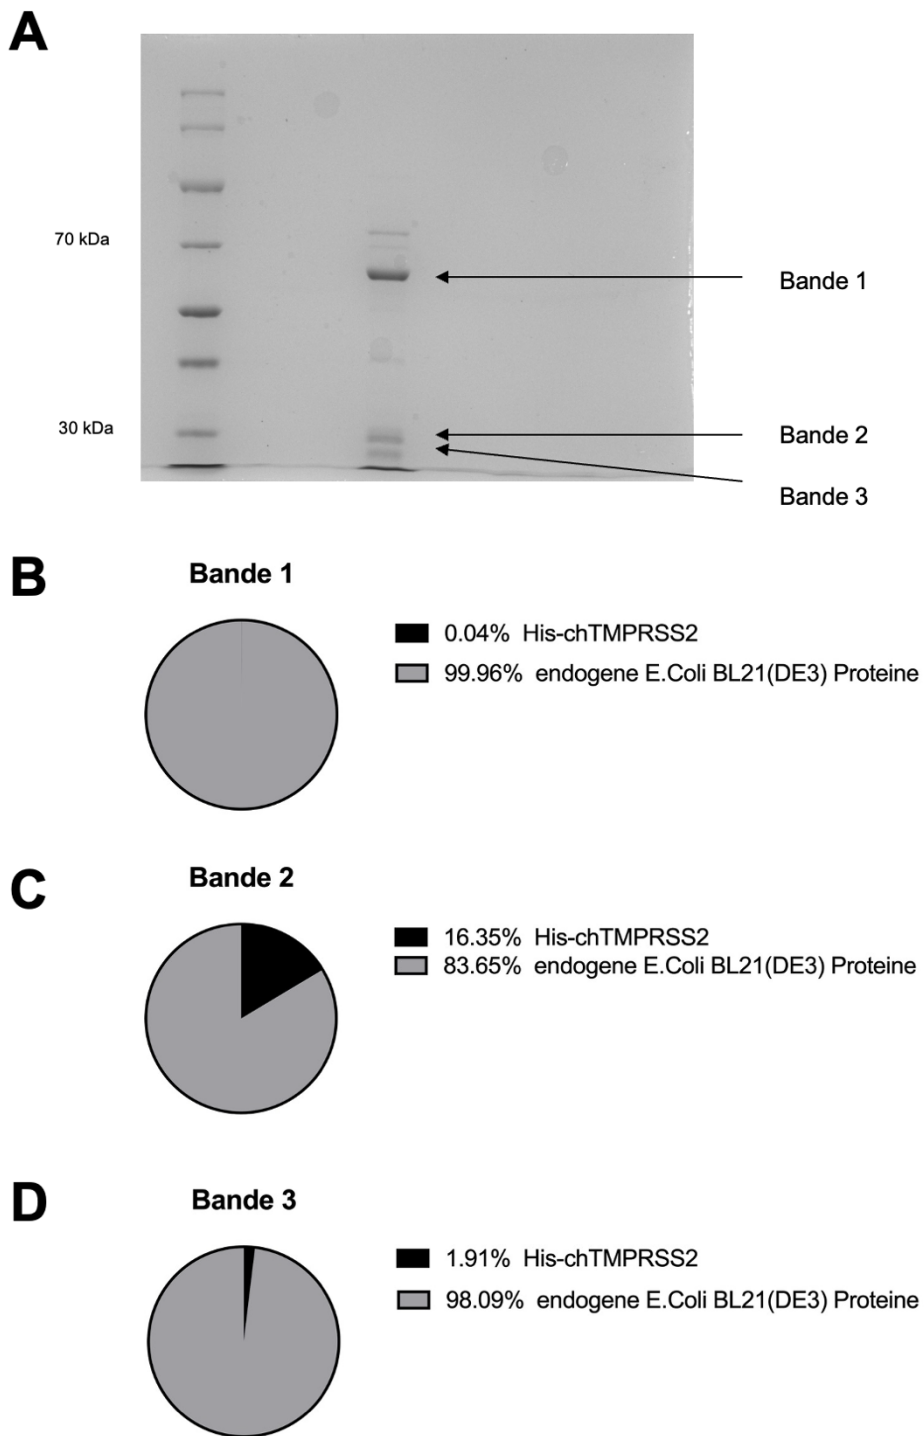 A
70 kDa
Bande 1
30 kDa
Bande 2
Bande 3
B
Bande 1
0.04% His-chTMPRSS2
99.96% endogene E.Coli BL21(DE3) Proteine
C
Bande 2
16.35% His-chTMPRSS2
83.65% endogene E.Coli BL21(DE3) Proteine
D
Bande 3
1.91% His-chTMPRSS2
98.09% endogene E.Coli BL21(DE3) Proteine